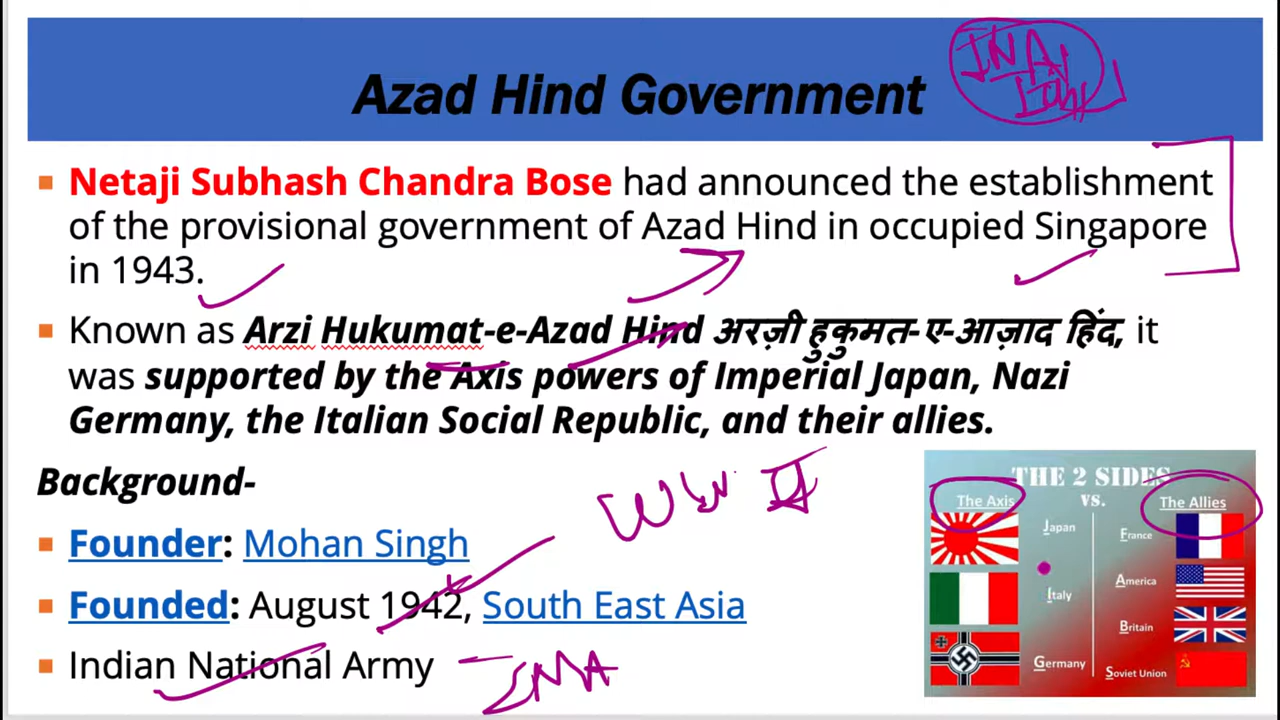 Azad Hind Government
INA
Netaji Subhash Chandra Bose had announced the establishment
of the provisional government of Azad Hind in occupied Singapore
in 1943.
Known as Arzi Hukumat-e-Azad Hind अरज़ी हुकुमत-ए-आज़ाद हिंद, it
was supported by the Axis powers of Imperial Japan, Nazi
Germany, the Italian Social Republic, and their allies.
Background-
Founder: Mohan Singh
Founded: August 1942, South East Asia
Indian National Army
INA
WW II
THE 2 SIDES
The Axis VS. The Allies
Japan France
Italy America
Britain
Germany Soviet Union